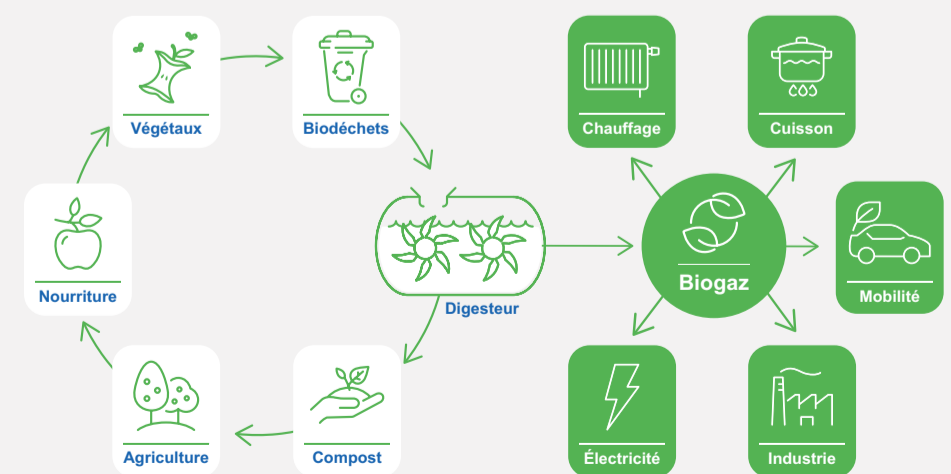 Végétaux
Biodéchets
Chauffage
Cuisson
Nourriture
Digesteur
Biogaz
Mobilité
Agriculture
Compost
Électricité
Industrie